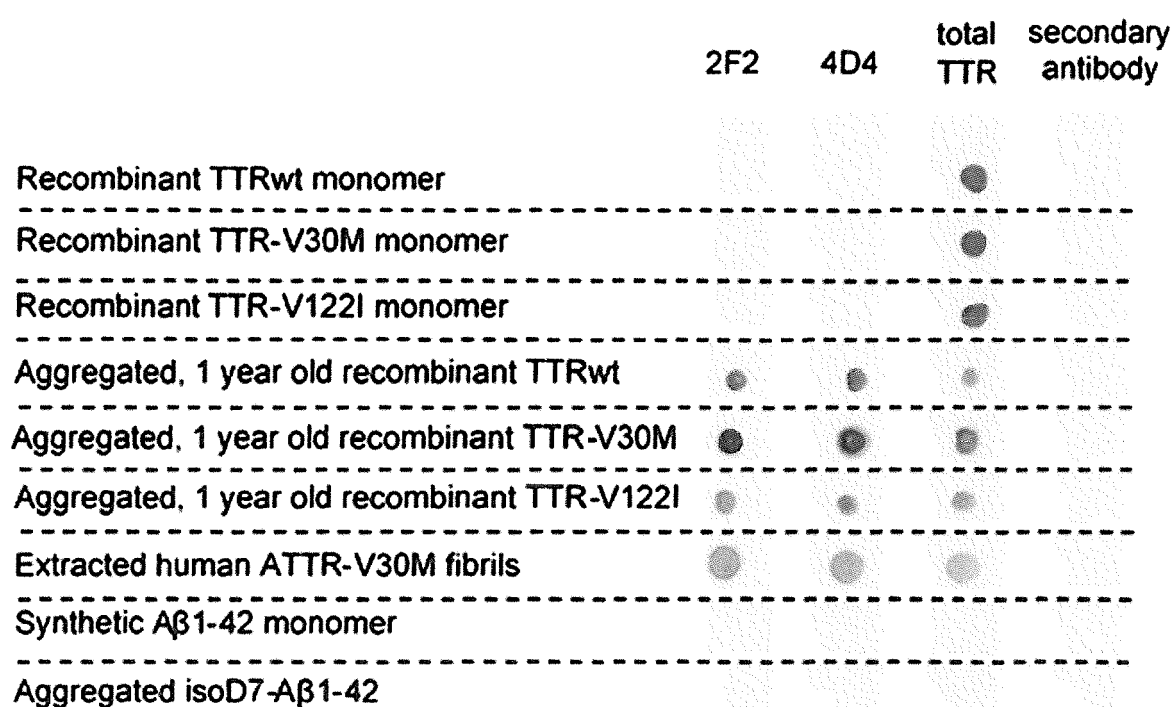 total secondary
2F2 4D4 TTR antibody
Recombinant TTRwt monomer
Recombinant TTR-V30M monomer
Recombinant TTR-V122I monomer
Aggregated, 1 year old recombinant TTRwt
Aggregated, 1 year old recombinant TTR-V30M
Aggregated, 1 year old recombinant TTR-V122I
Extracted human ATTR-V30M fibrils
Synthetic Aβ1-42 monomer
Aggregated isoD7-Aβ1-42